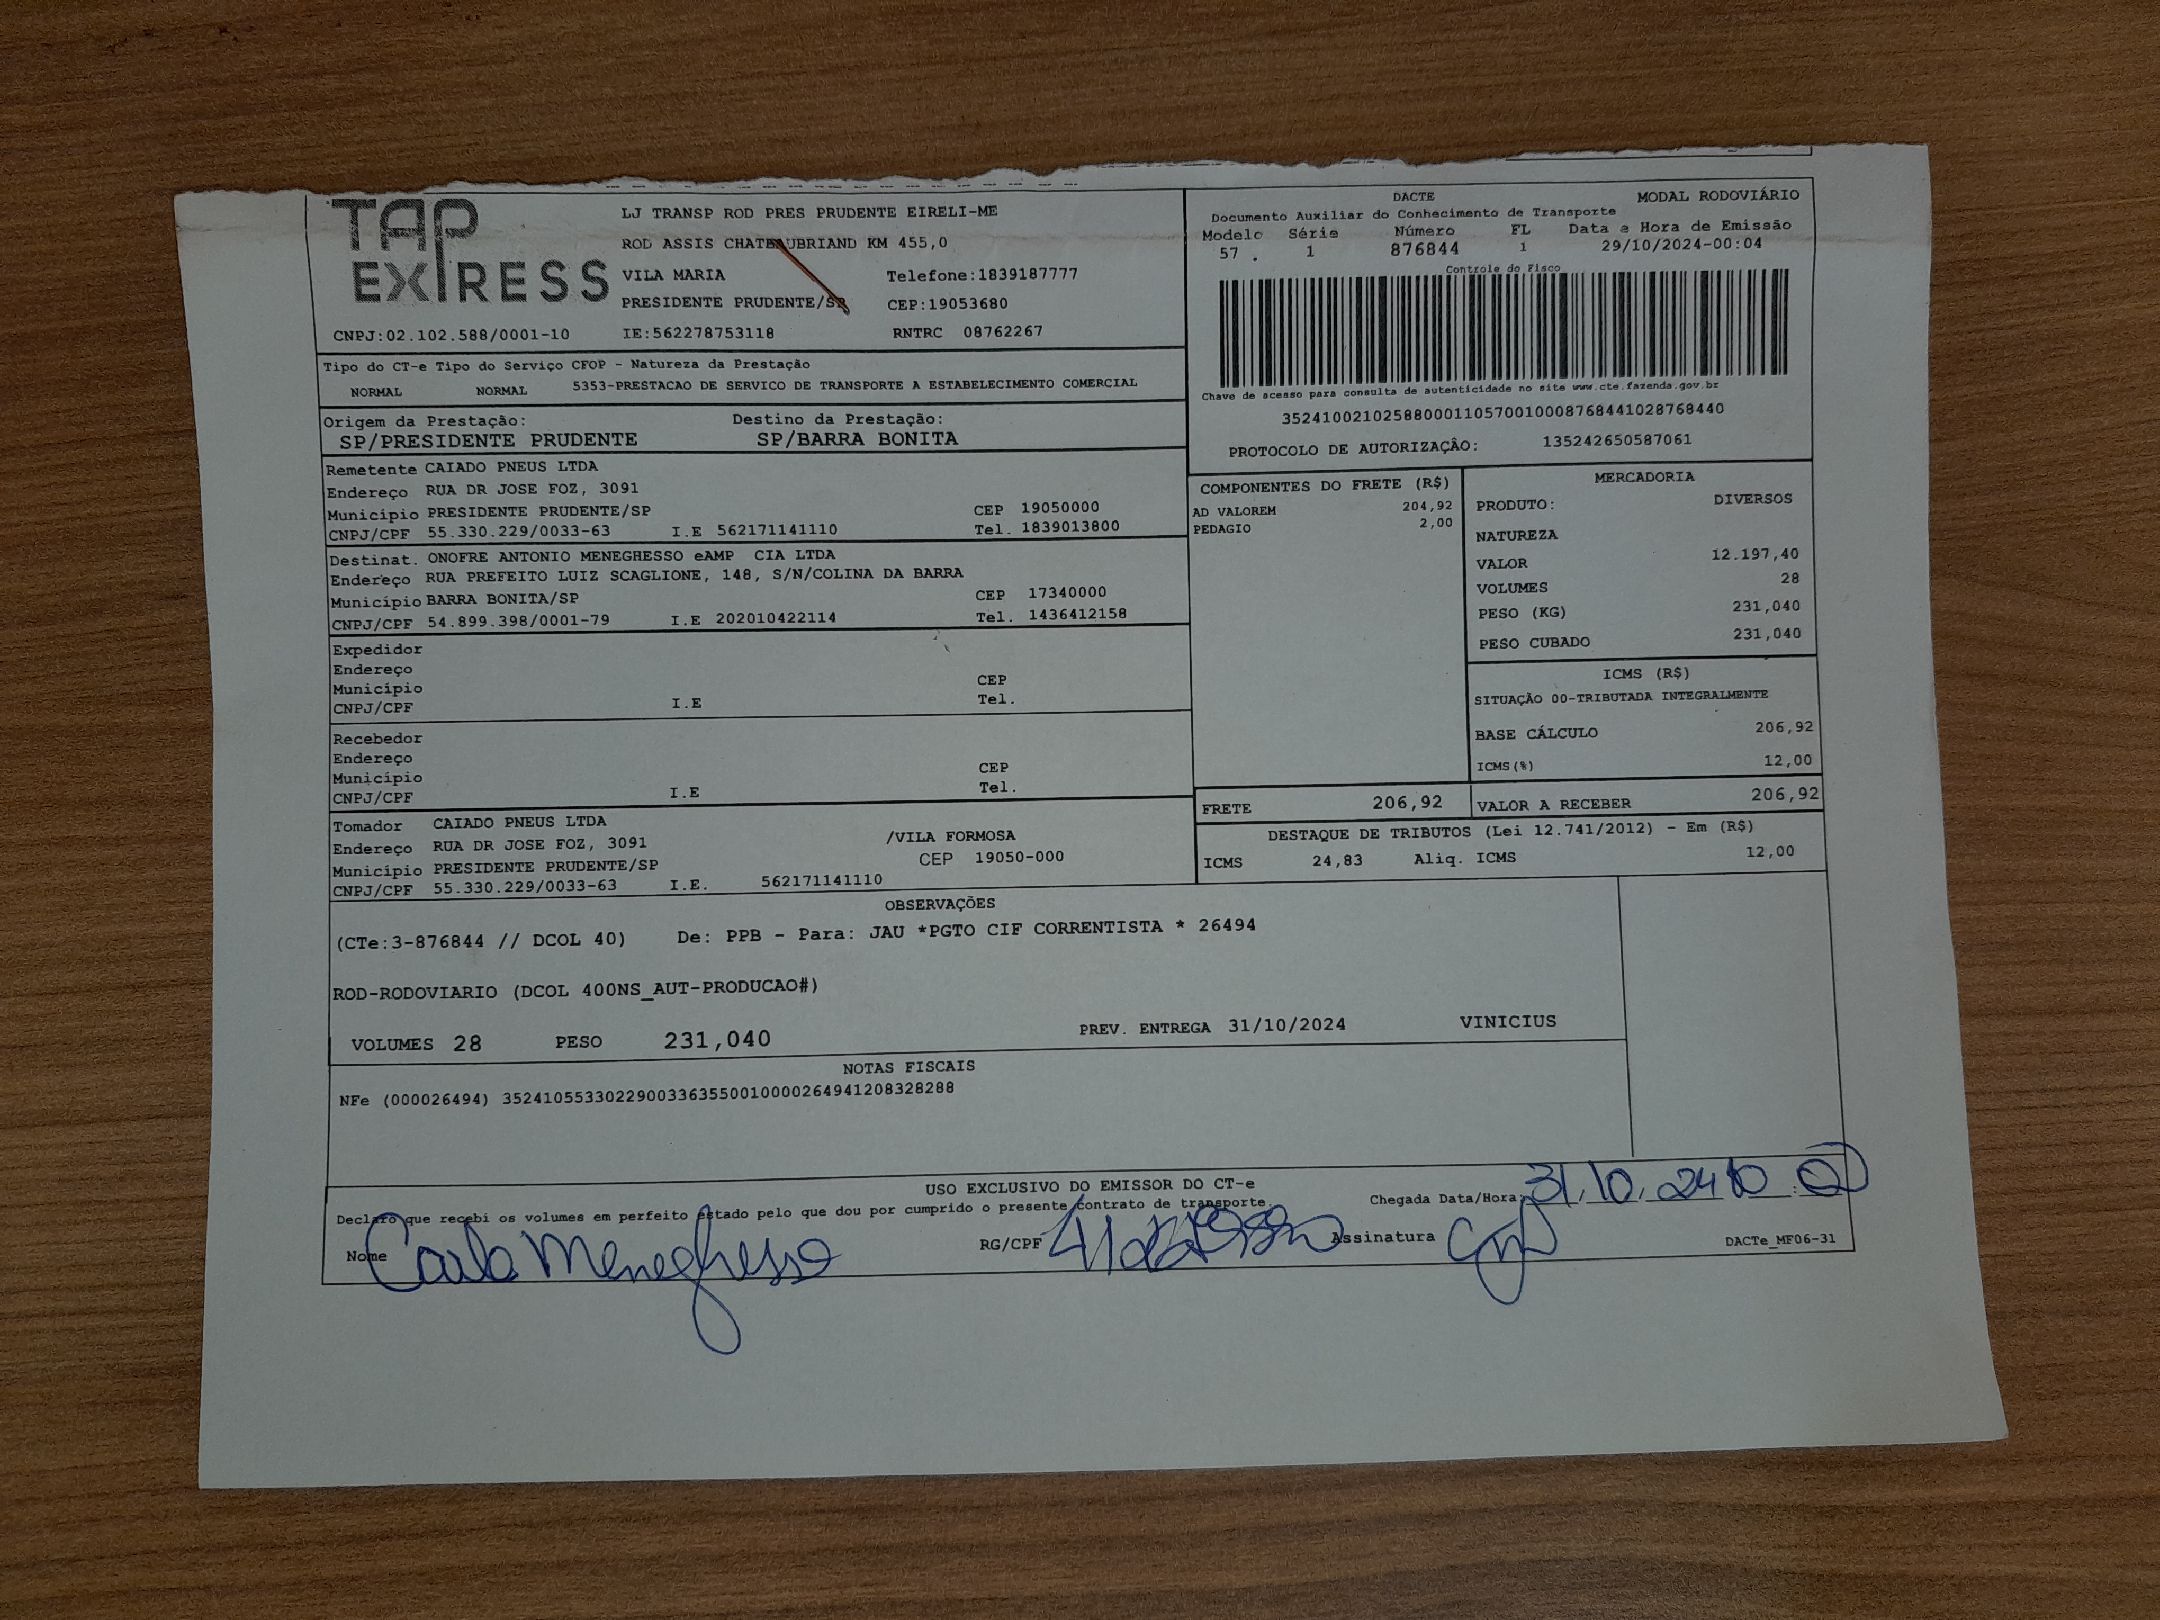 TAP EXPRESS
LJ TRANSP ROD PRES PRUDENTE EIRELI-ME
ROD ASSIS CHATEAUBRIAND KM 455,0
VILA MARIA Telefone:1839187777
PRESIDENTE PRUDENTE/SP CEP:19053680
CNPJ:02.102.588/0001-10 IE:562278753118 RNTRC 08762267
DACTE MODAL RODOVIÁRIO
Documento Auxiliar do Conhecimento de Transporte
Modelo Série Número FL Data e Hora de Emissão
57 . 1 876844 1 29/10/2024-00:04
Controle do Fisco
Chave de acesso para consulta de autenticidade no site www.cte.fazenda.gov.br
35241002102588000110570010008768441028768440
PROTOCOLO DE AUTORIZAÇÂO: 135242650587061
Tipo do CT-e Tipo do Serviço CFOP - Natureza da Prestação
NORMAL NORMAL 5353-PRESTACAO DE SERVICO DE TRANSPORTE A ESTABELECIMENTO COMERCIAL
Origem da Prestação: Destino da Prestação:
SP/PRESIDENTE PRUDENTE SP/BARRA BONITA
Remetente CAIADO PNEUS LTDA
Endereço RUA DR JOSE FOZ, 3091
Município PRESIDENTE PRUDENTE/SP CEP 19050000
CNPJ/CPF 55.330.229/0033-63 I.E 562171141110 Tel. 1839013800
Destinat. ONOFRE ANTONIO MENEGHESSO eAMP CIA LTDA
Endereço RUA PREFEITO LUIZ SCAGLIONE, 148, S/N/COLINA DA BARRA
Município BARRA BONITA/SP CEP 17340000
CNPJ/CPF 54.899.398/0001-79 I.E 202010422114 Tel. 1436412158
Expedidor
Endereço
Município CEP
CNPJ/CPF I.E Tel.
Recebedor
Endereço
Município CEP
CNPJ/CPF I.E Tel.
Tomador CAIADO PNEUS LTDA
Endereço RUA DR JOSE FOZ, 3091 /VILA FORMOSA
Município PRESIDENTE PRUDENTE/SP CEP 19050-000
CNPJ/CPF 55.330.229/0033-63 I.E. 562171141110
COMPONENTES DO FRETE (R$)
AD VALOREM 204,92
PEDAGIO 2,00
MERCADORIA
PRODUTO: DIVERSOS
NATUREZA
VALOR 12.197,40
VOLUMES 28
PESO (KG) 231,040
PESO CUBADO 231,040
ICMS (R$)
SITUAÇÃO 00-TRIBUTADA INTEGRALMENTE
BASE CÁLCULO 206,92
ICMS(%) 12,00
FRETE 206,92 VALOR A RECEBER 206,92
DESTAQUE DE TRIBUTOS (Lei 12.741/2012) - Em (R$)
ICMS 24,83 Aliq. ICMS 12,00
OBSERVAÇÕES
(CTe:3-876844 // DCOL 40) De: PPB - Para: JAU *PGTO CIF CORRENTISTA * 26494
ROD-RODOVIARIO (DCOL 400NS_AUT-PRODUCAO#)
VOLUMES 28 PESO 231,040 PREV. ENTREGA 31/10/2024 VINICIUS
NOTAS FISCAIS
NFe (000026494) 35241055330229003363550010000264941208328288
USO EXCLUSIVO DO EMISSOR DO CT-e
Declaro que recebi os volumes em perfeito estado pelo que dou por cumprido o presente contrato de transporte. Chegada Data/Hora: 31.10.24
Nome Carla Meneghesso RG/CPF Assinatura DACTe_MF06-31